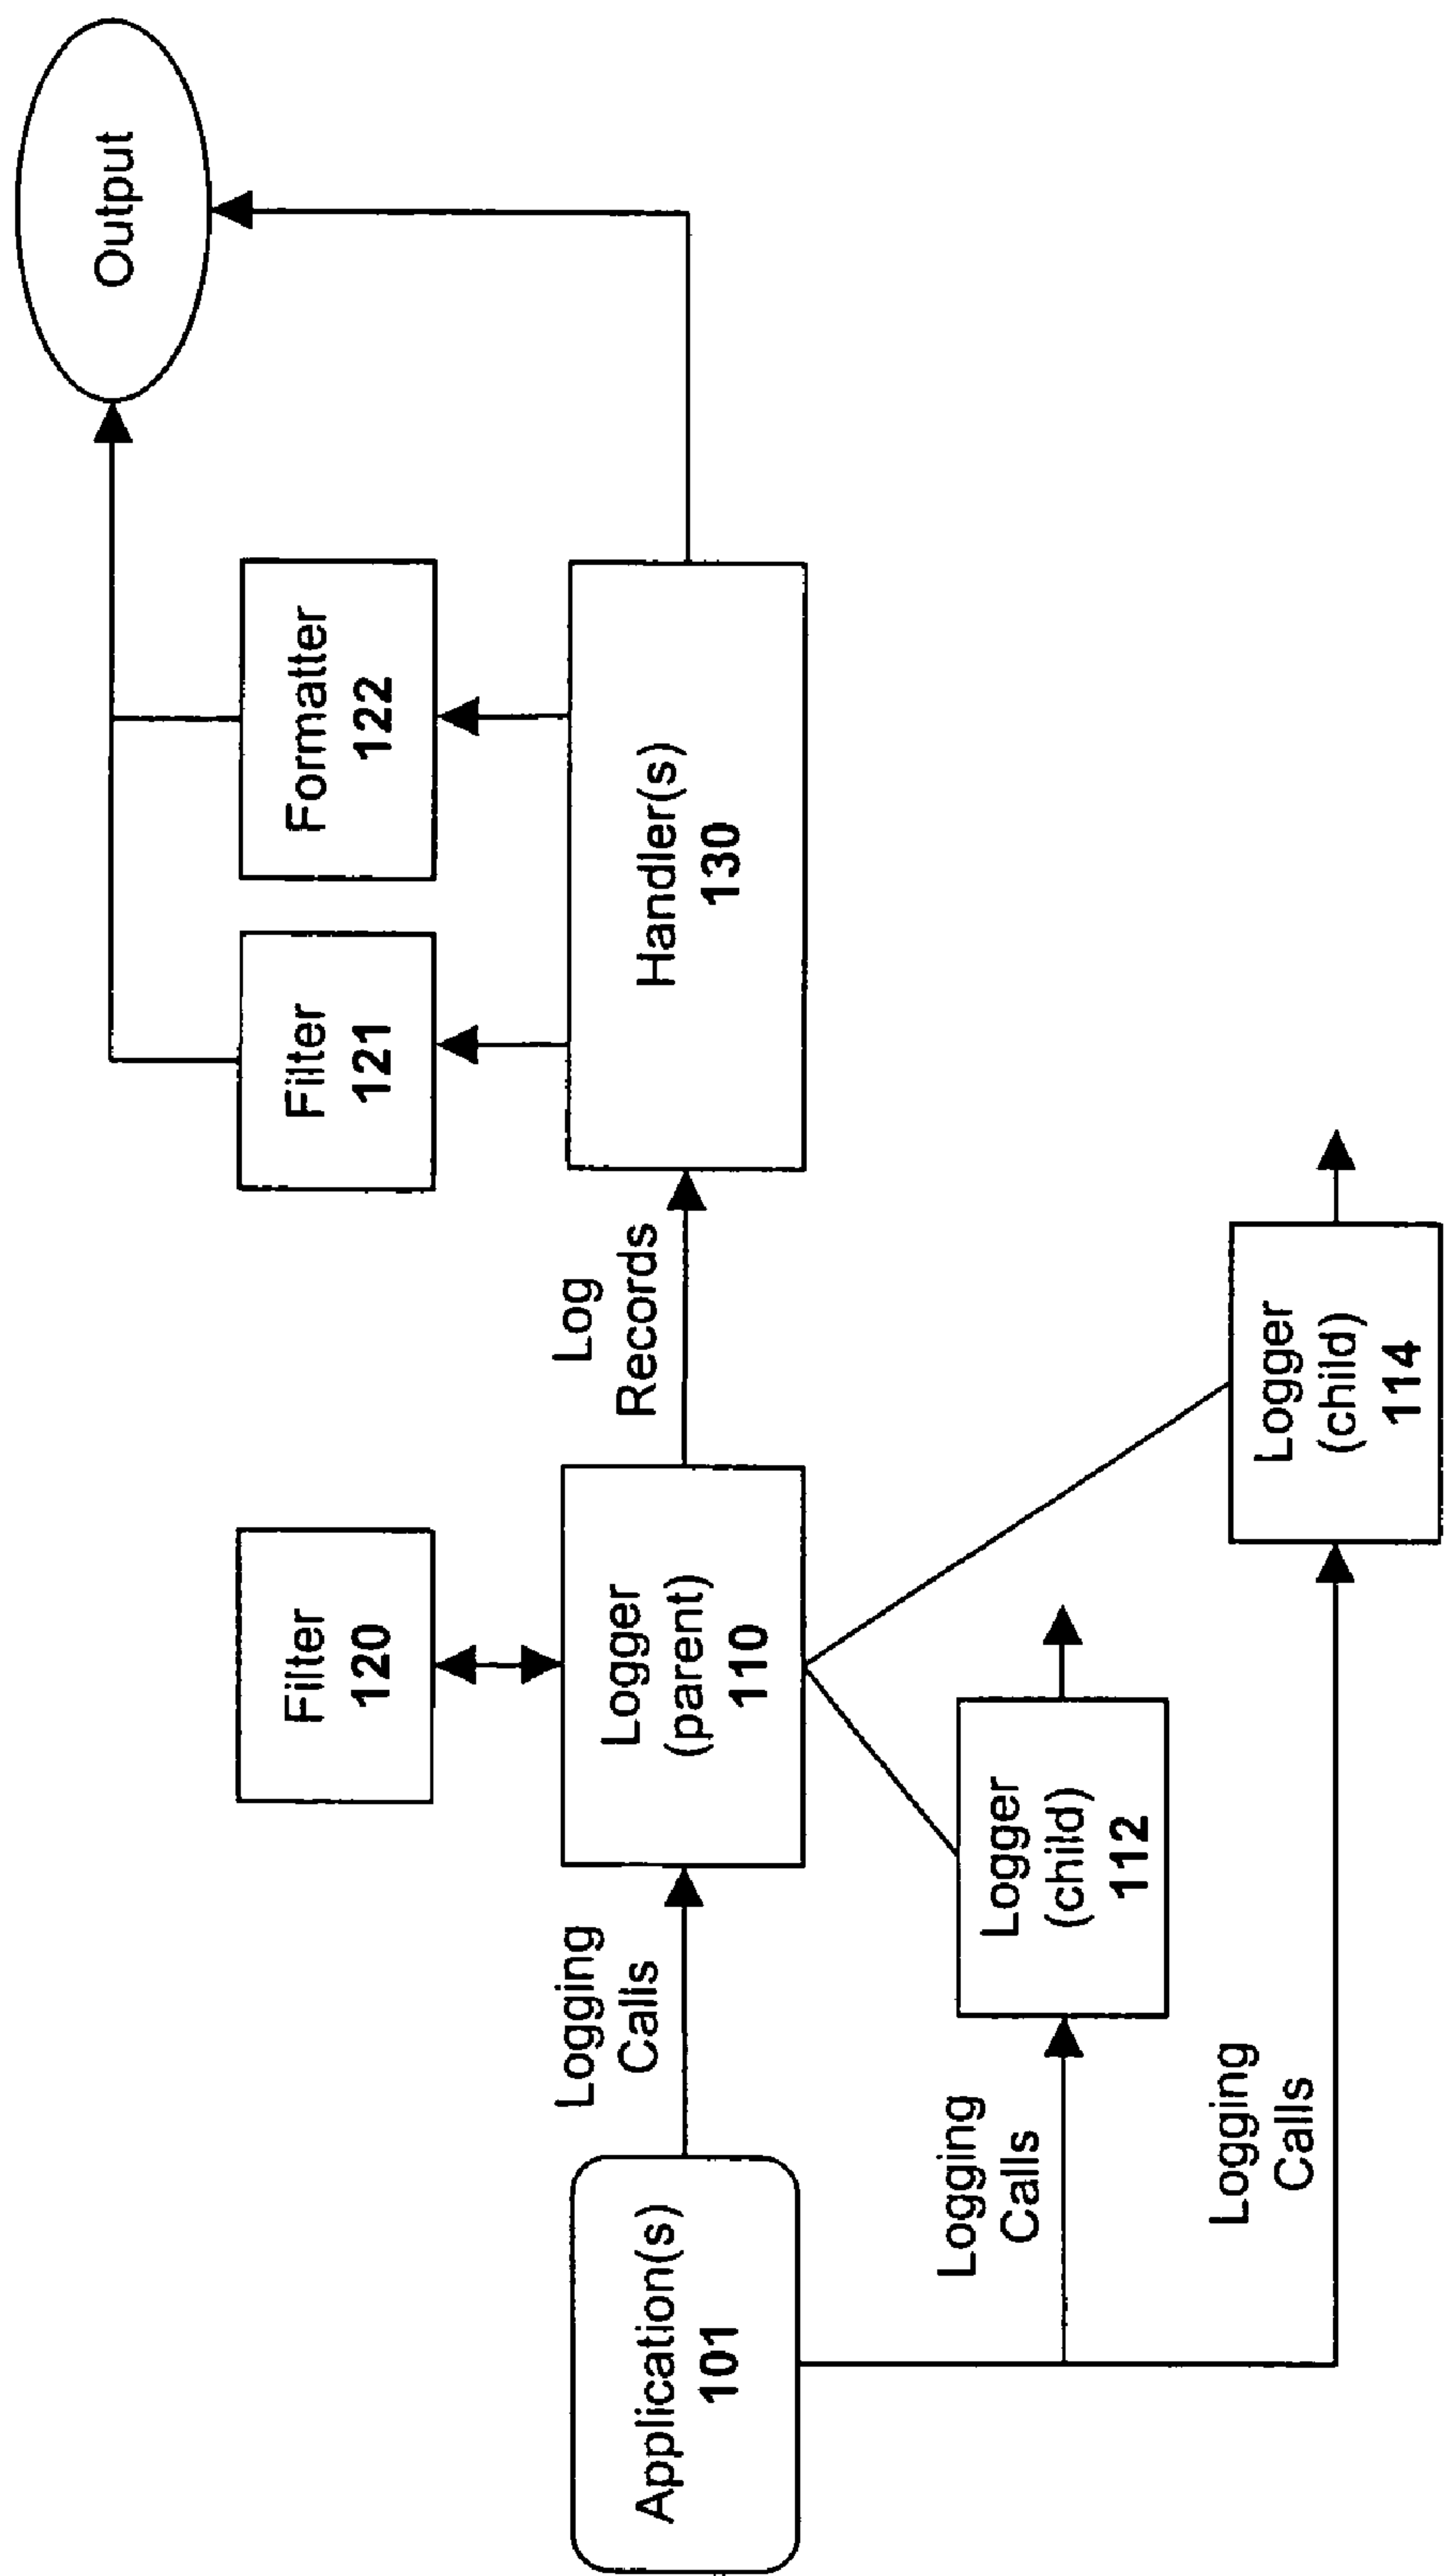 Output
Filter
120
Filter
121
Formatter
122
Application(s)
101
Logging
Calls
Logger
(parent)
110
Log
Records
Handler(s)
130
Logging
Calls
Logger
(child)
112
Logging
Calls
Logger
(child)
114